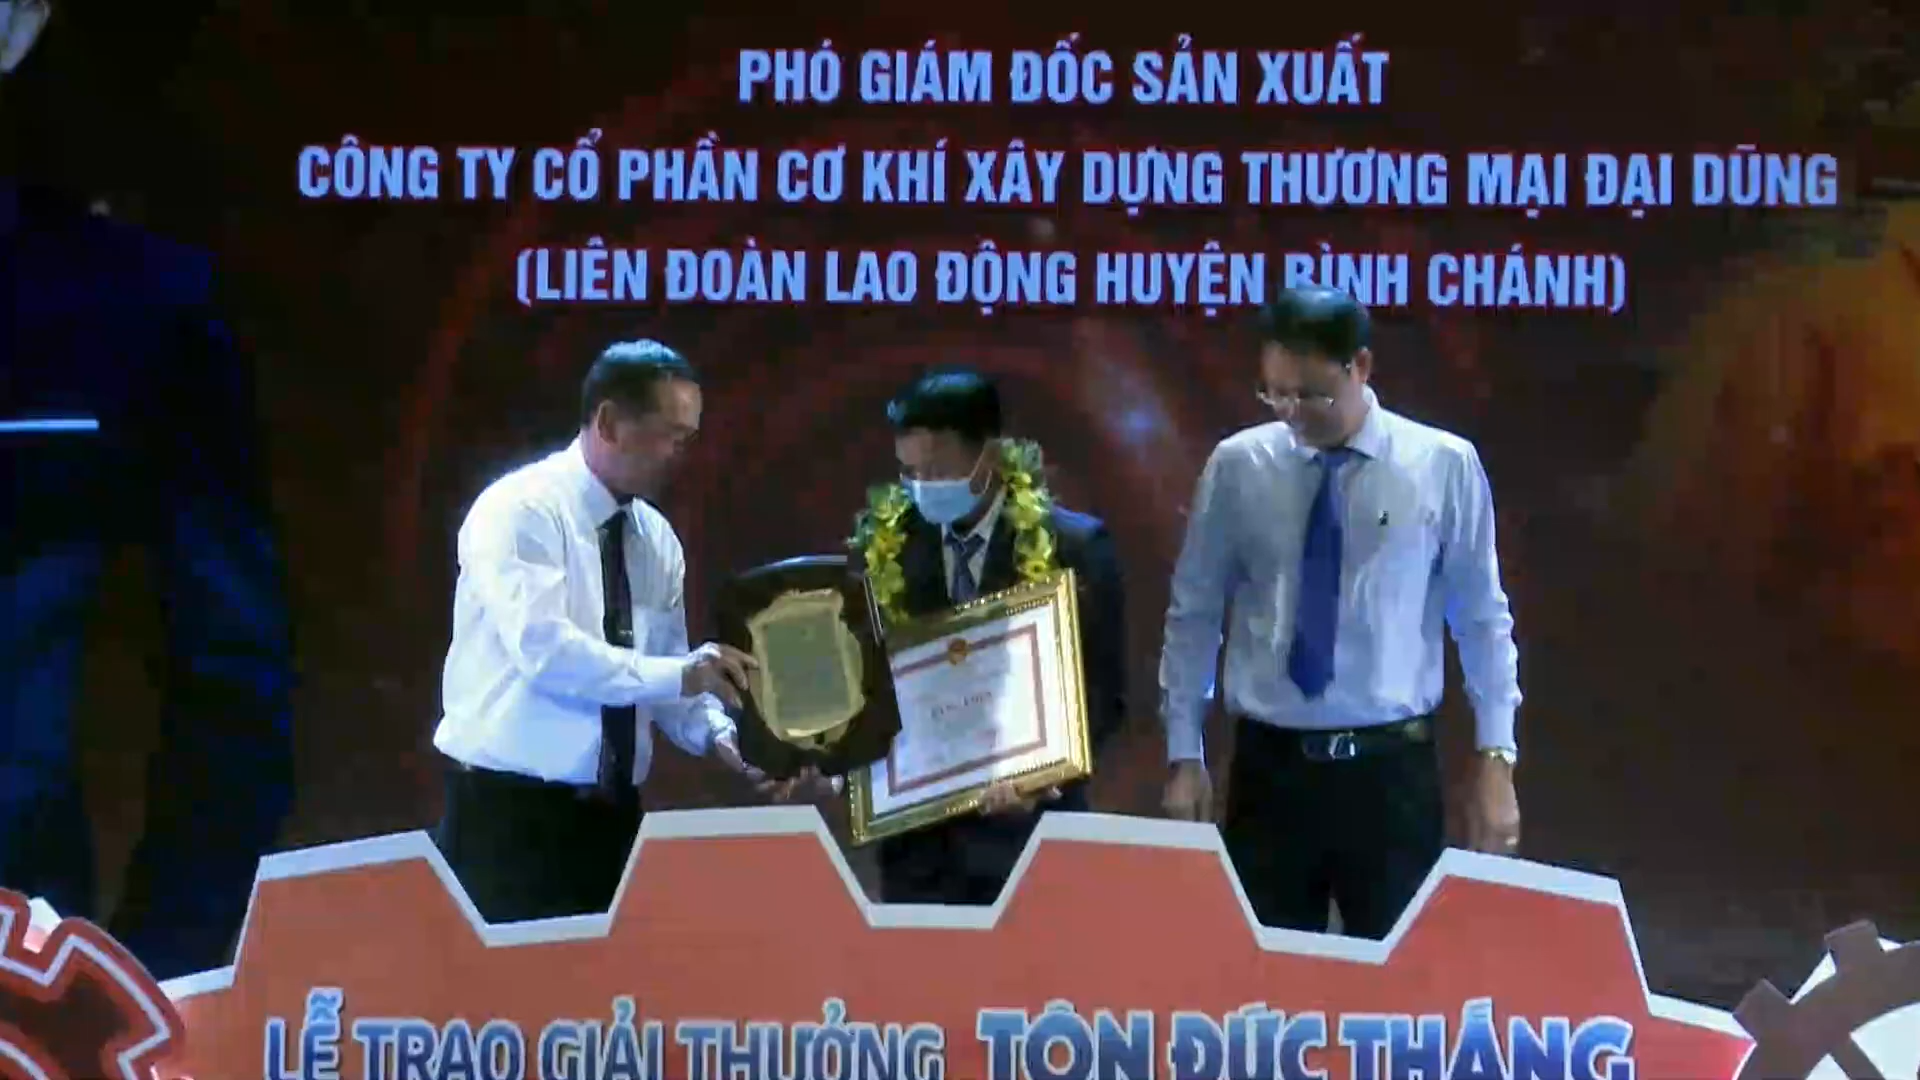 PHÓ GIÁM ĐỐC SẢN XUẤT
CÔNG TY CỔ PHẦN CƠ KHÍ XÂY DỰNG THƯƠNG MẠI ĐẠI DŨNG
(LIÊN ĐOÀN LAO ĐỘNG HUYỆN BÌNH CHÁNH)
LỄ TRAO GIẢI THƯỞNG TÔN ĐỨC THẮNG